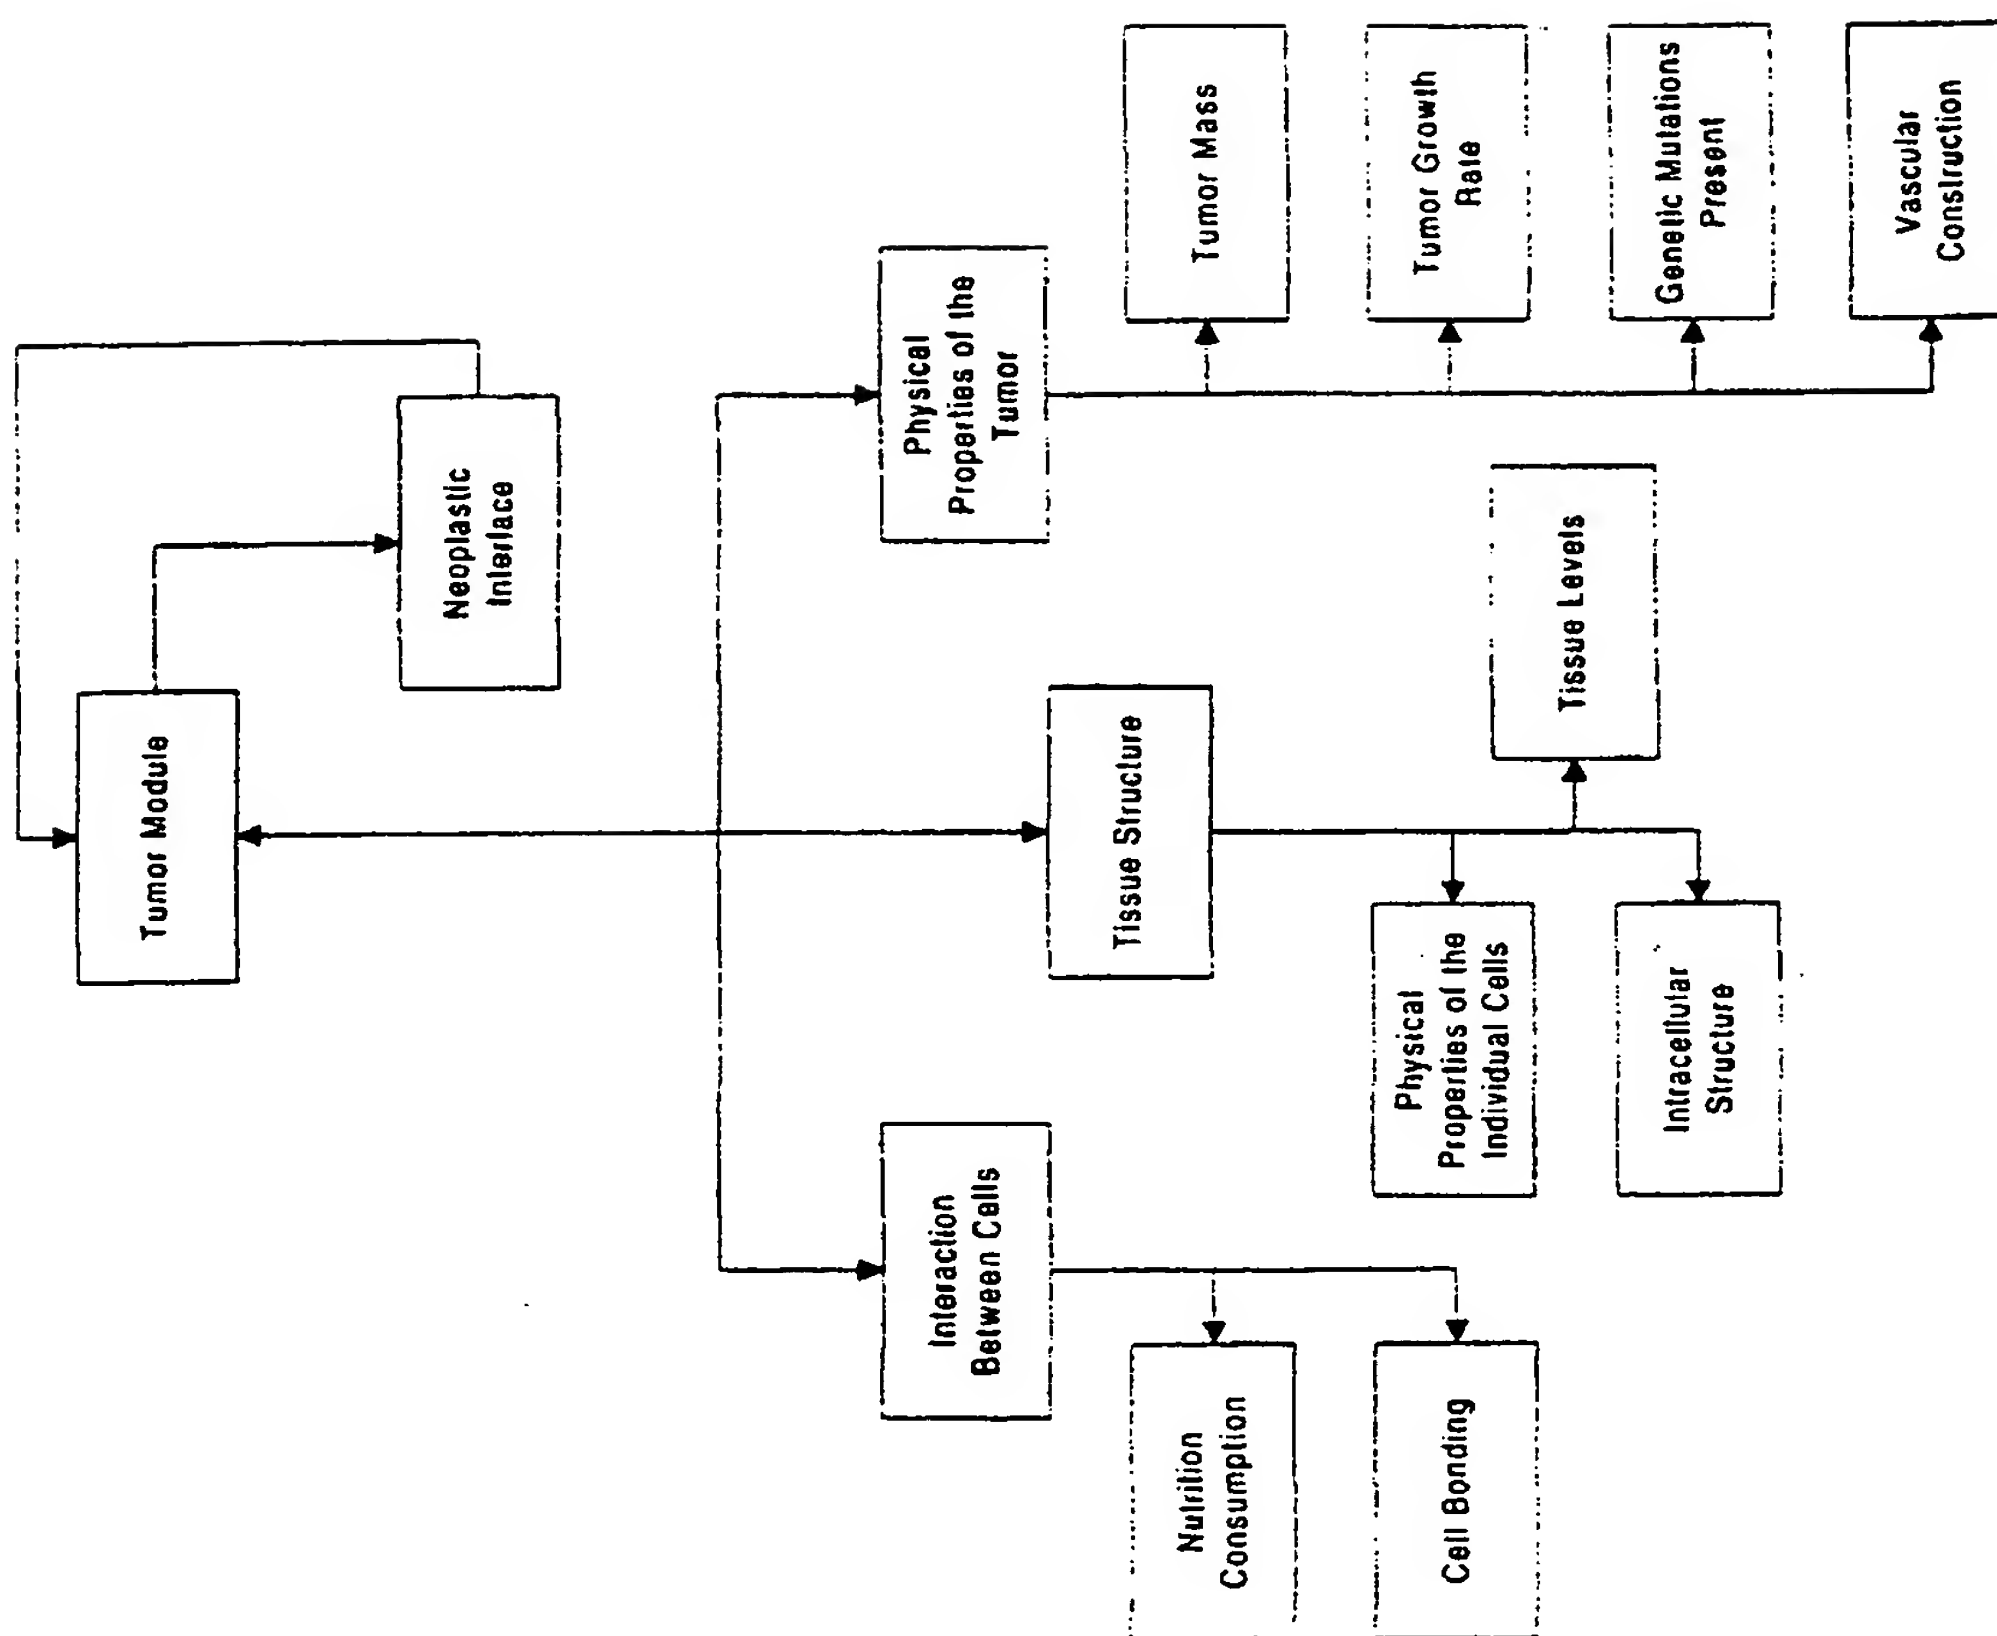 Tumor Module
Neoplastic
Interlace
Physical
Properties of the
Tumor
Tumor Mass
Tumor Growth
Rate
Genetic Mutations
Present
Vascular
Construction
Tissue Structure
Tissue Levels
Physical
Properties of the
Individual Cells
Intracellular
Structure
Interaction
Between Cells
Nutrition
Consumption
Cell Bonding